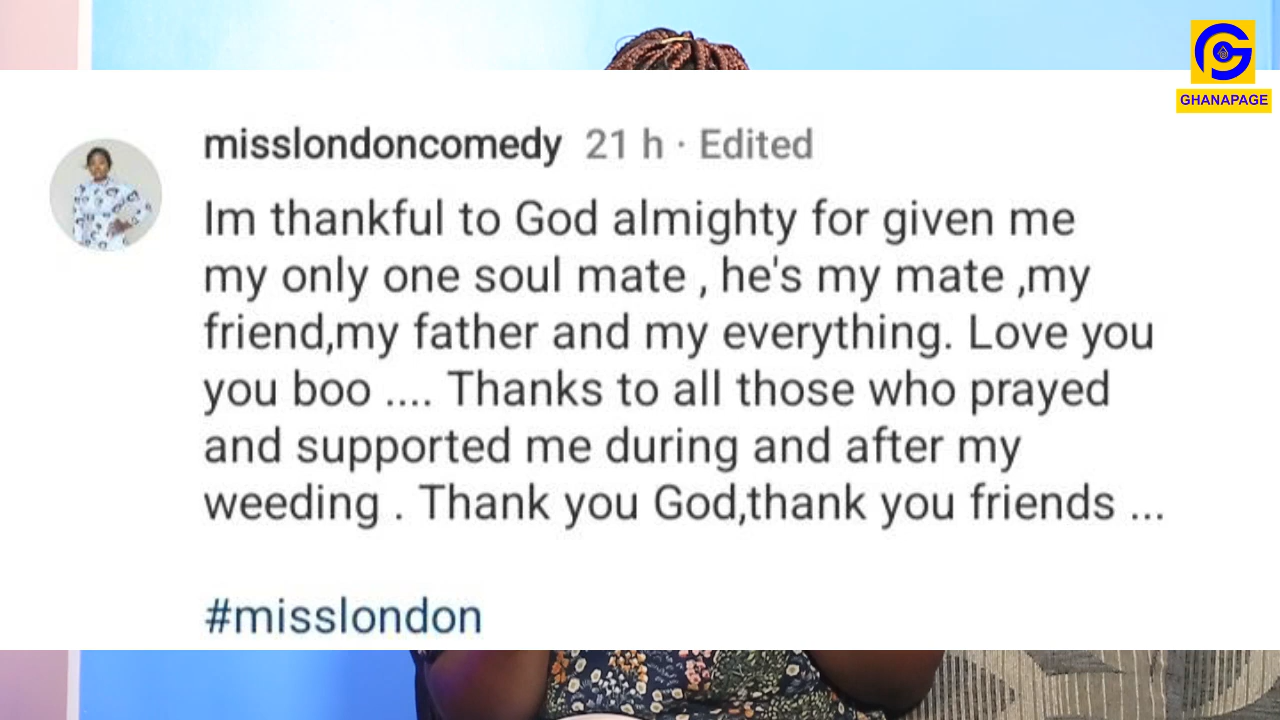 GHANAPAGE
misslondoncomedy 21 h · Edited
Im thankful to God almighty for given me
my only one soul mate , he's my mate ,my
friend,my father and my everything. Love you
you boo .... Thanks to all those who prayed
and supported me during and after my
weeding . Thank you God,thank you friends ...
#misslondon